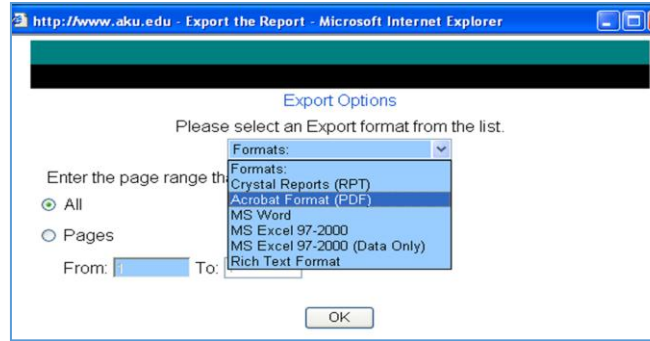 http://www.aku.edu - Export the Report - Microsoft Internet Explorer
Export Options
Please select an Export format from the list.
Formats:
Formats:
Crystal Reports (RPT)
Acrobat Format (PDF)
MS Word
MS Excel 97-2000
MS Excel 97-2000 (Data Only)
Rich Text Format
Enter the page range
All
Pages
From: 1 To:
OK